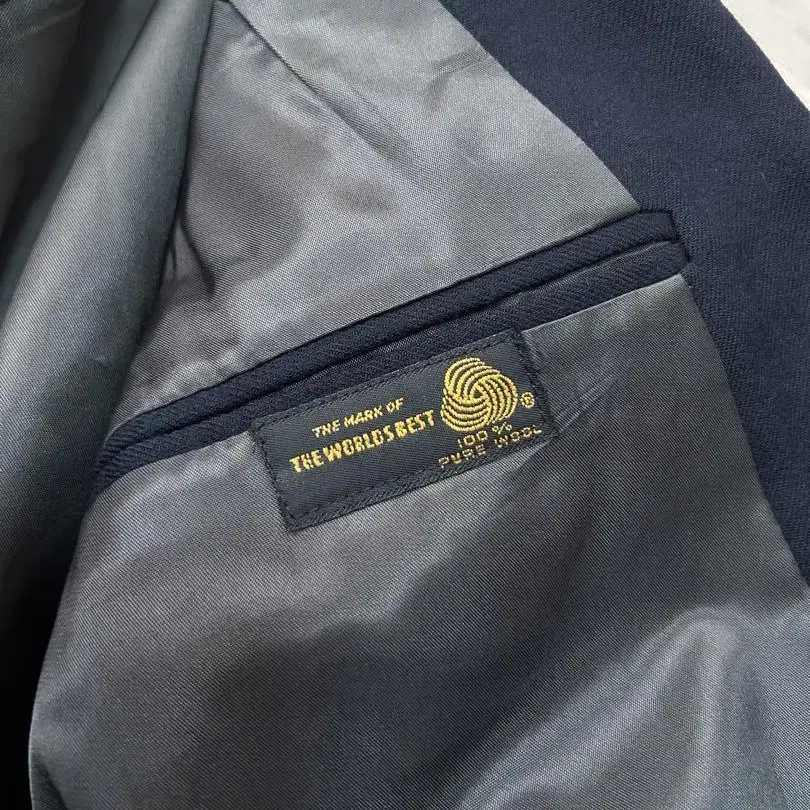 THE MARK OF
THE WORLDS BEST
®
100%
PURE WOOL